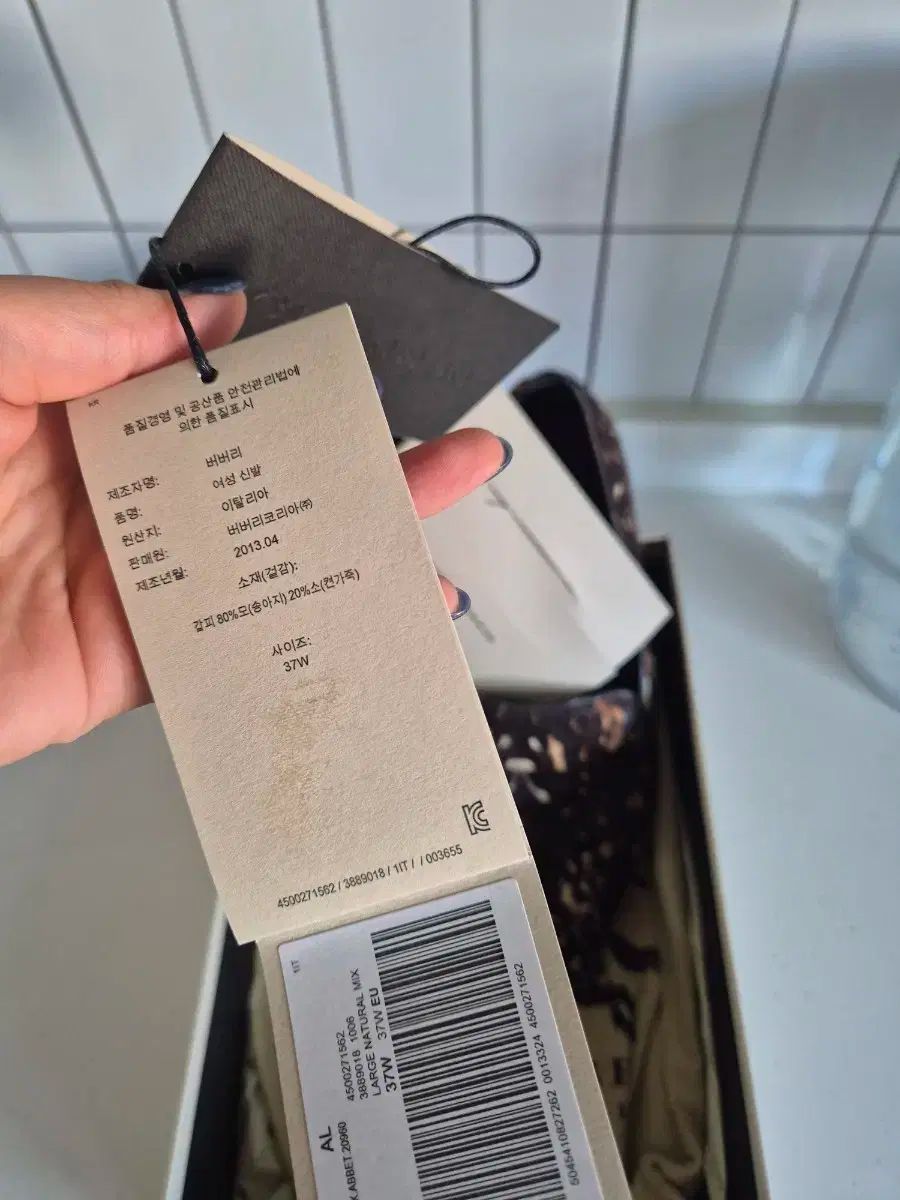 KR
품질경영 및 공산품 안전관리법에
의한 품질표시
제조자명: 버버리
품명: 여성 신발
원산지: 이탈리아
판매원: 버버리코리아㈜
제조년월: 2013.04
소재(겉감):
갈피 80%모(송아지) 20%소(컨가죽)
사이즈:
37W
4500271562 / 3889018 / 1IT / / 003655
1IT
4500271562
3889018 1006
LARGE NATURAL MIX
37W 37W EU
AL
K.ABBET.20960
5045410827262 0013324 4500271562